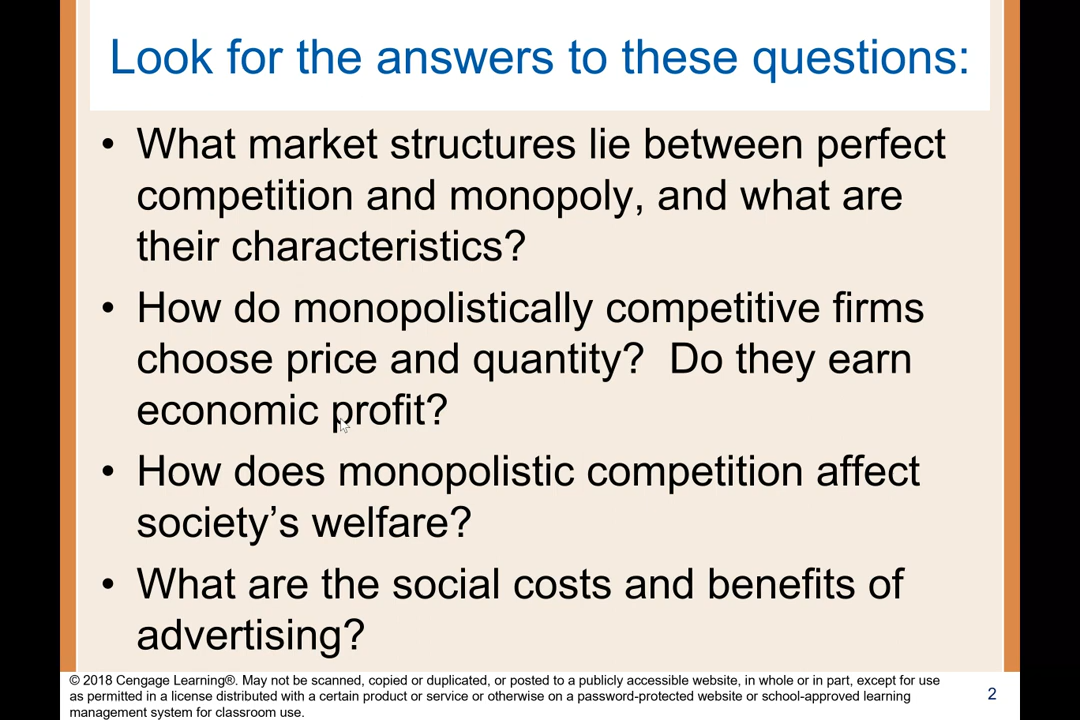 Look for the answers to these questions:
• What market structures lie between perfect
competition and monopoly, and what are
their characteristics?
• How do monopolistically competitive firms
choose price and quantity?  Do they earn
economic profit?
• How does monopolistic competition affect
society’s welfare?
• What are the social costs and benefits of
advertising?
© 2018 Cengage Learning®. May not be scanned, copied or duplicated, or posted to a publicly accessible website, in whole or in part, except for use
as permitted in a license distributed with a certain product or service or otherwise on a password-protected website or school-approved learning
management system for classroom use.
2